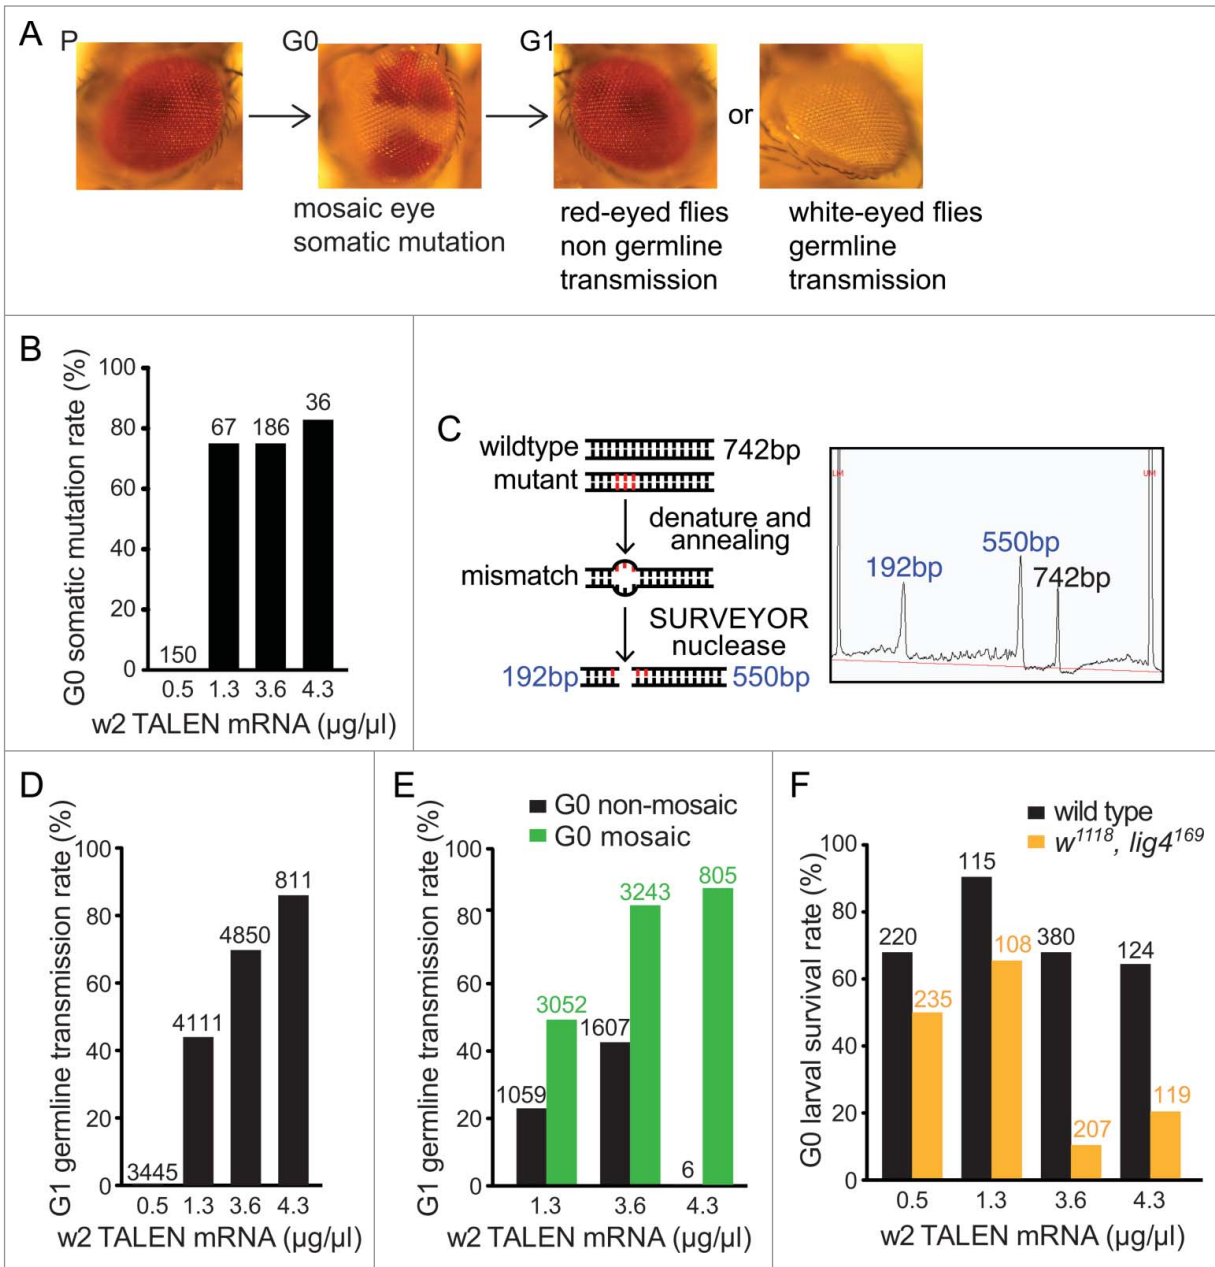 A
P
G0
G1
or
mosaic eye
somatic mutation
red-eyed flies
non germline
transmission
white-eyed flies
germline
transmission
B
G0 somatic mutation rate (%)
100
80
60
40
20
0
150
67
186
36
0.5 1.3 3.6 4.3
w2 TALEN mRNA (µg/µl)
C
wildtype
742bp
mutant
denature and
annealing
mismatch
SURVEYOR
nuclease
192bp
550bp
LM
UM
192bp
550bp
742bp
D
G1 germline transmission rate (%)
100
80
60
40
20
0
3445
4111
4850
811
0.5 1.3 3.6 4.3
w2 TALEN mRNA (µg/µl)
E
G0 non-mosaic
G0 mosaic
G1 germline transmission rate (%)
100
80
60
40
20
0
1059
3052
1607
3243
6
805
1.3 3.6 4.3
w2 TALEN mRNA (µg/µl)
F
wild type
w¹¹¹⁸, lig4¹⁶⁹
G0 larval survival rate (%)
100
80
60
40
20
0
220
235
115
108
380
207
124
119
0.5 1.3 3.6 4.3
w2 TALEN mRNA (µg/µl)